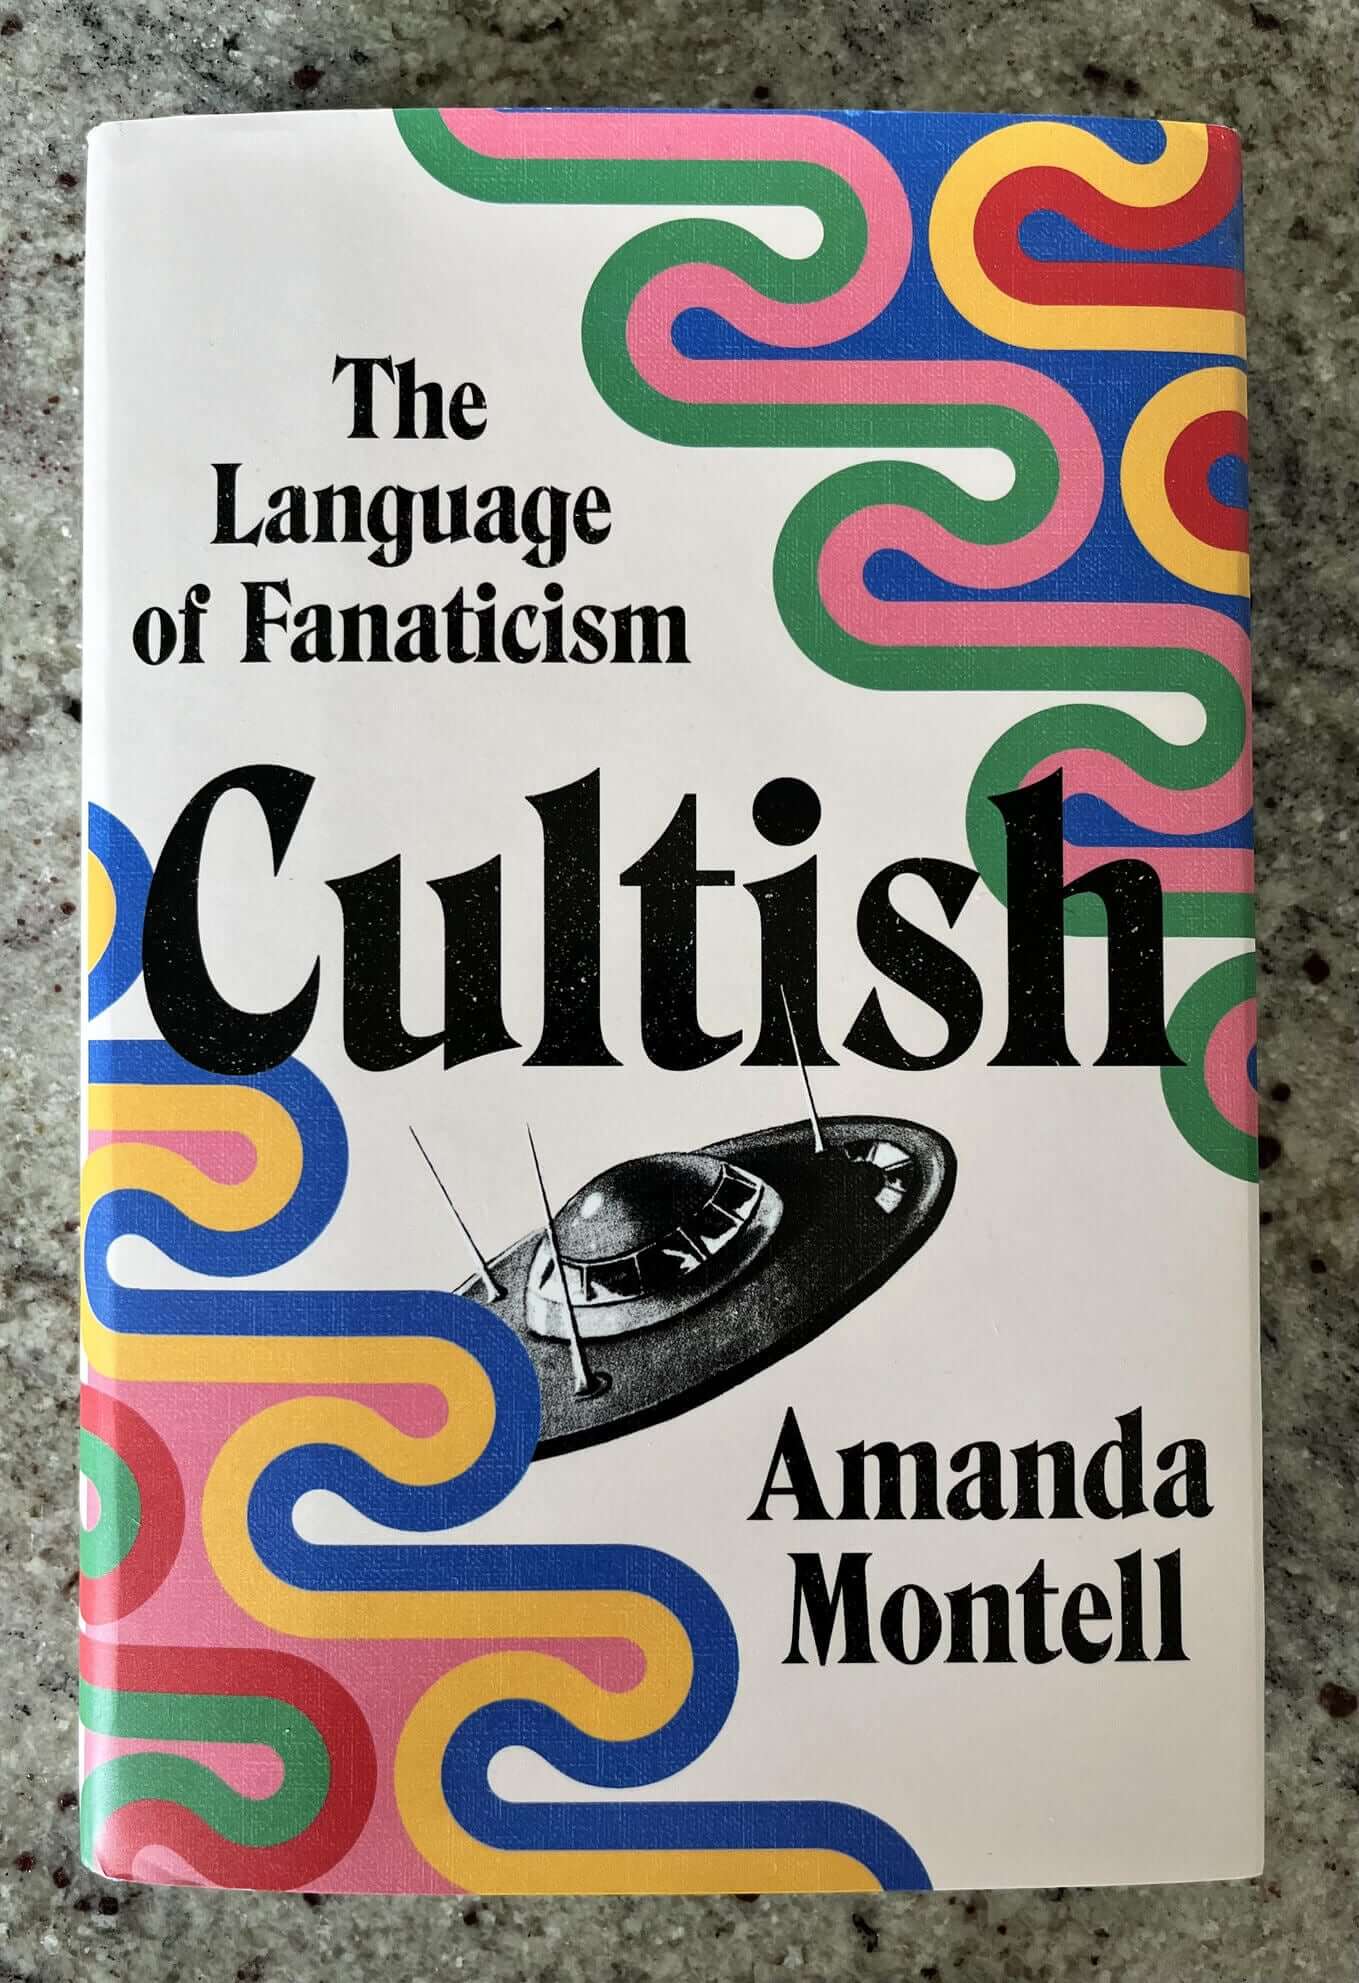 The
Language
of Fanaticism
Cultish
Amanda
Montell